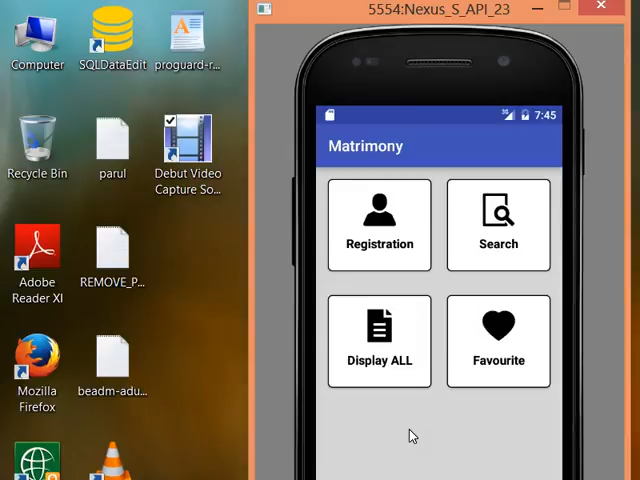 5554:Nexus_S_API_23
Computer
SQLDataEdit
proguard-r...
Recycle Bin
parul
Debut Video
Capture So...
Adobe
Reader XI
REMOVE_P...
Mozilla
Firefox
beadm-adu...
3G
7:45
Matrimony
Registration
Search
Display ALL
Favourite